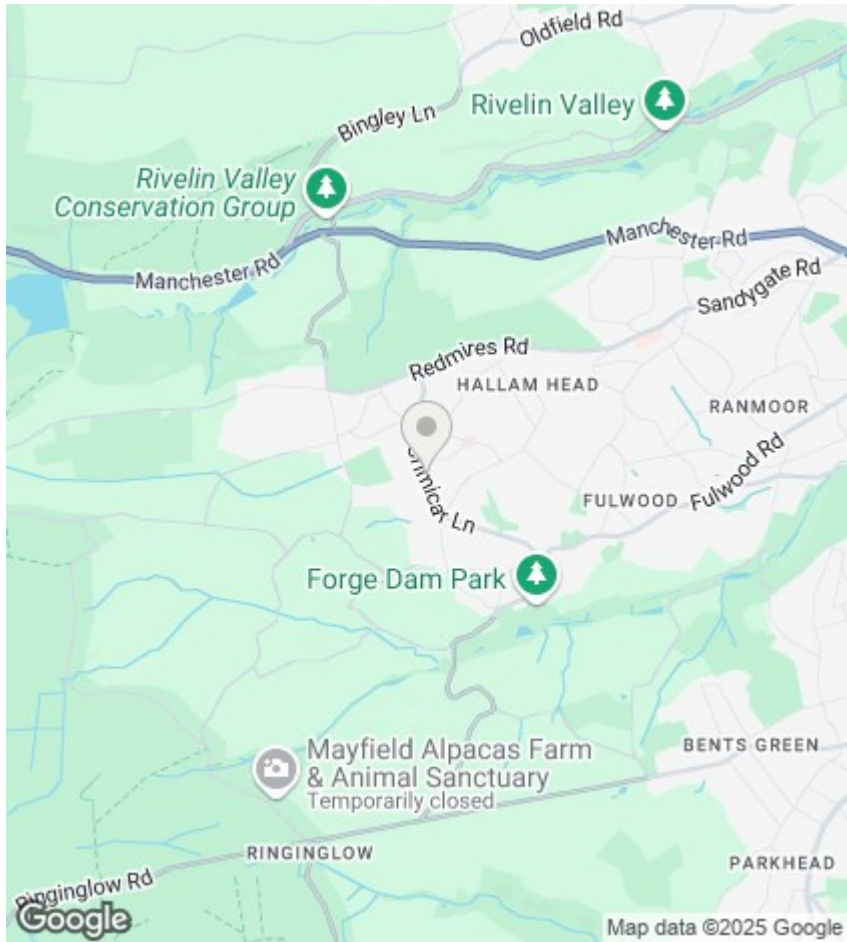 Oldfield Rd
Rivelin Valley
Bingley Ln
Rivelin Valley
Conservation Group
Manchester Rd
Manchester Rd
Sandygate Rd
Redmires Rd
HALLAM HEAD
RANMOOR
Fulwood Rd
FULWOOD
Ln
Forge Dam Park
Mayfield Alpacas Farm
& Animal Sanctuary
Temporarily closed
BENTS GREEN
RINGINGLOW
PARKHEAD
Ringinglow Rd
Google
Map data ©2025 Google